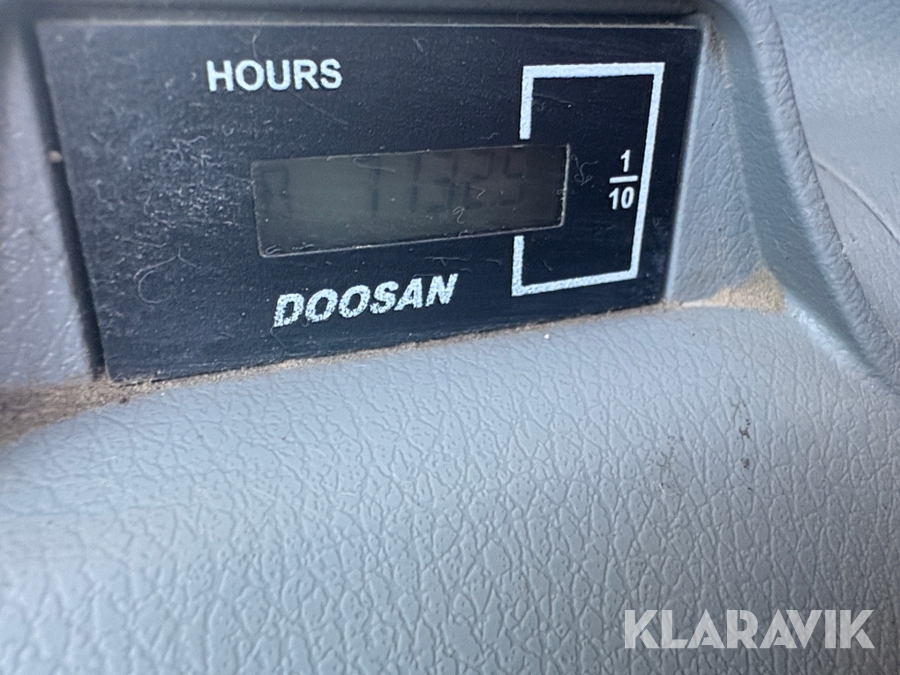 HOURS
1
10
DOOSAN
KLARAVIK